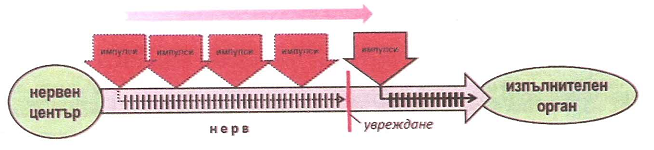 импулси импулси импулси импулси импулси
нервен
център
изпълнителен
орган
нерв
увреждане